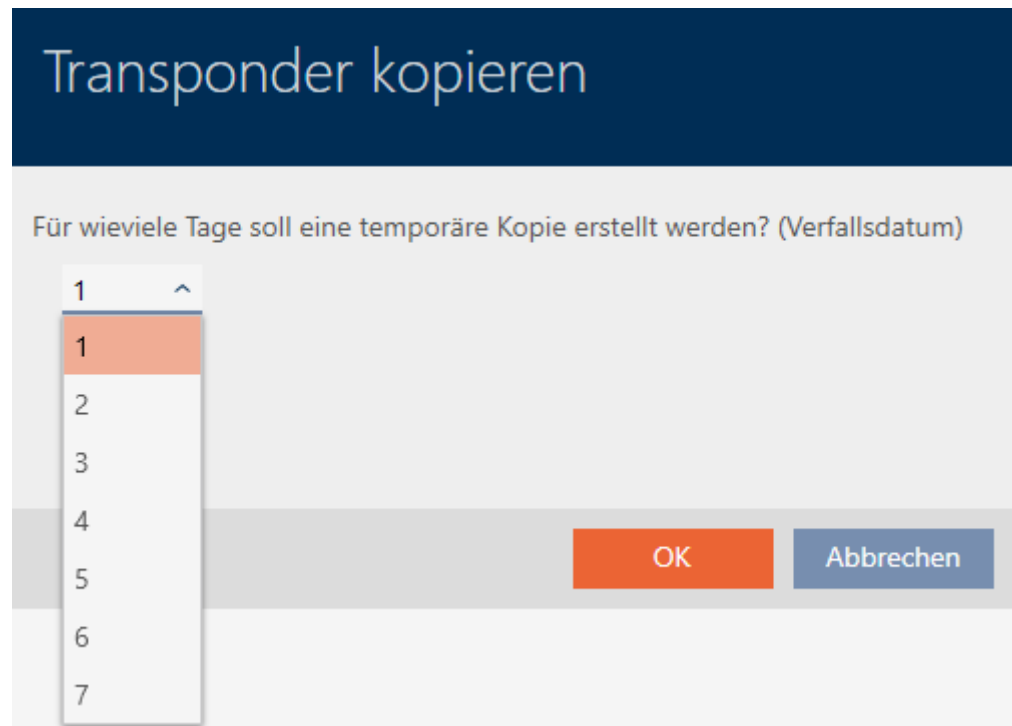 Transponder kopieren
Für wieviele Tage soll eine temporäre Kopie erstellt werden? (Verfallsdatum)
1
1
2
3
4
5
6
7
OK Abbrechen